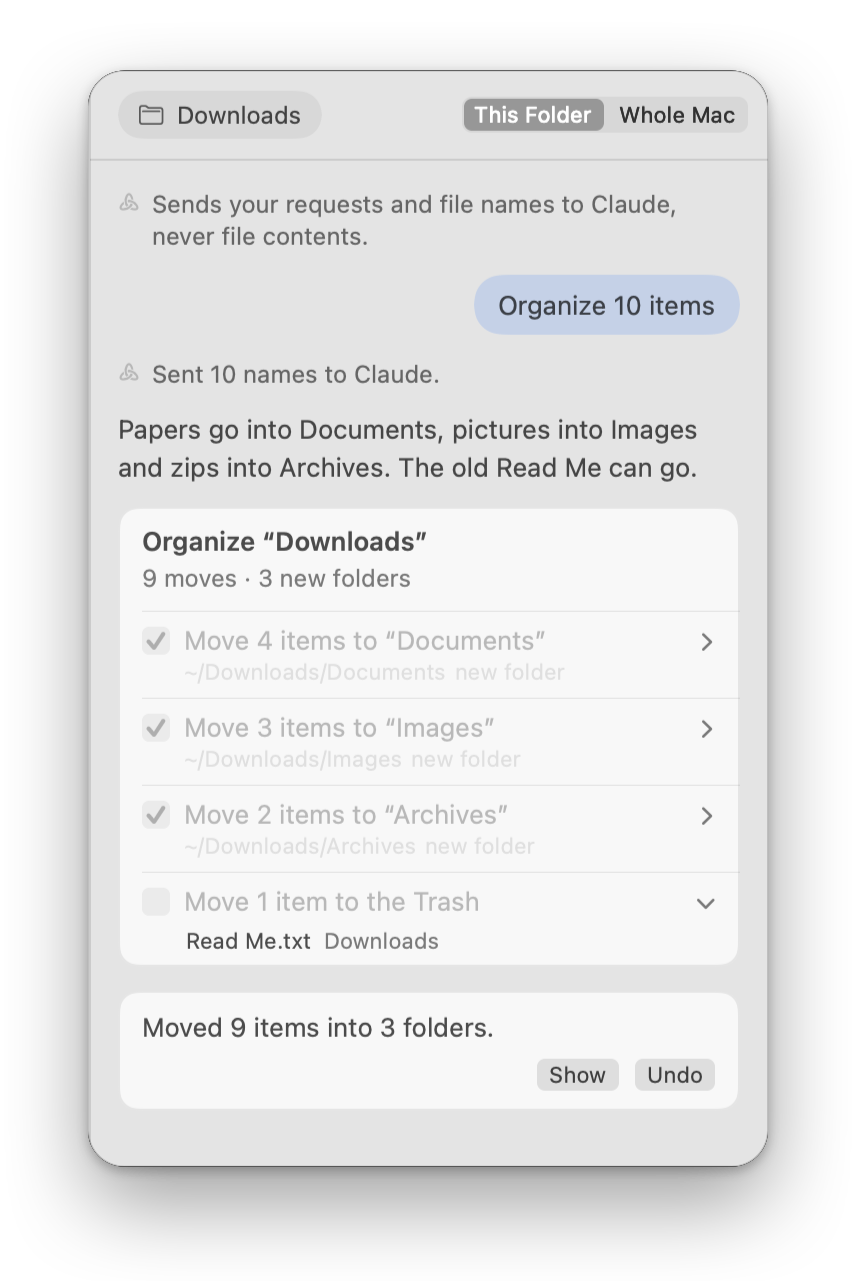 Downloads
This Folder
Whole Mac
Sends your requests and file names to Claude,
never file contents.
Organize 10 items
Sent 10 names to Claude.
Papers go into Documents, pictures into Images
and zips into Archives. The old Read Me can go.
Organize “Downloads”
9 moves · 3 new folders
Move 4 items to “Documents”
~/Downloads/Documents new folder
Move 3 items to “Images”
~/Downloads/Images new folder
Move 2 items to “Archives”
~/Downloads/Archives new folder
Move 1 item to the Trash
Read Me.txt Downloads
Moved 9 items into 3 folders.
Show
Undo